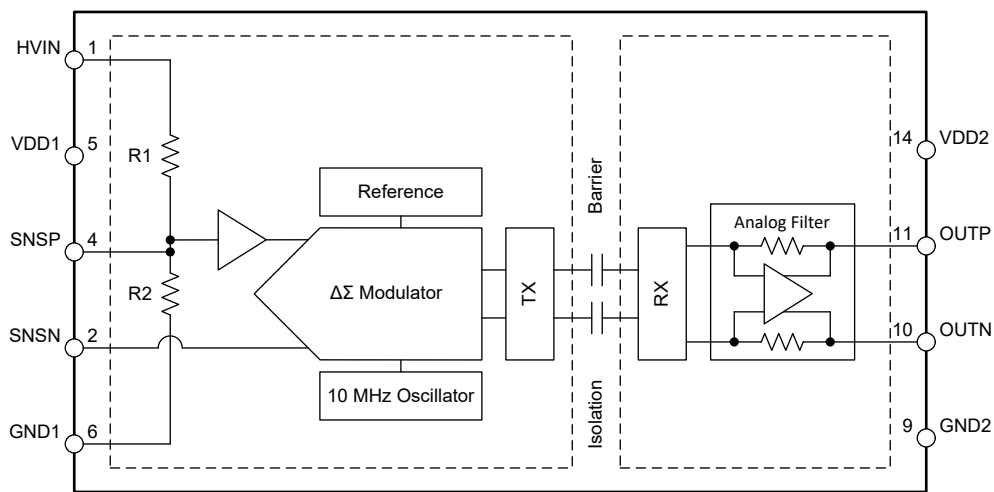 HVIN 1
VDD1 5
SNSP 4
SNSN 2
GND1 6
R1
R2
Reference
ΔΣ Modulator
10 MHz Oscillator
TX
Barrier
Isolation
RX
Analog Filter
14 VDD2
11 OUTP
10 OUTN
9 GND2